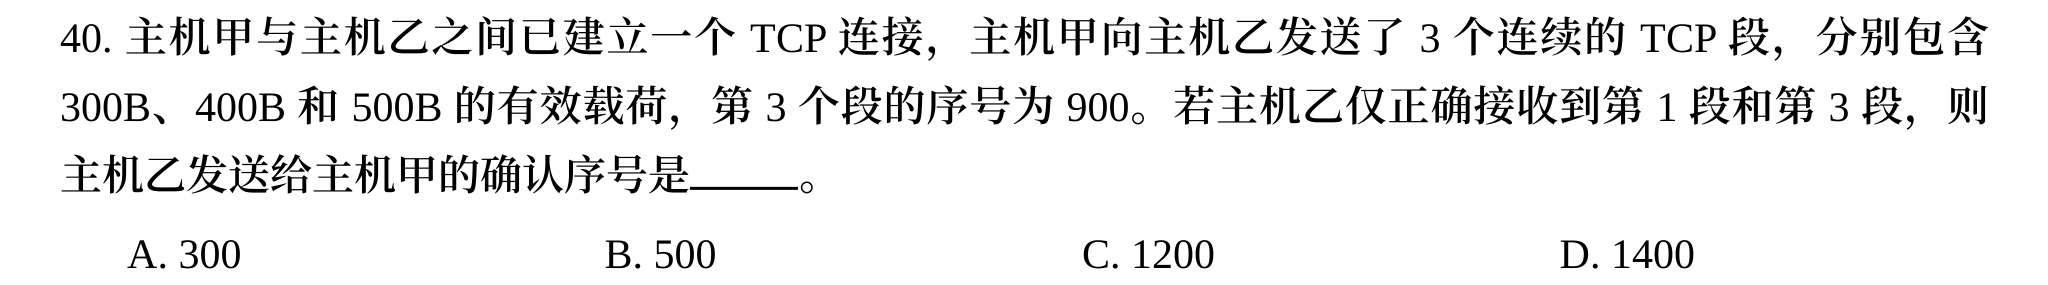 40. 主机甲与主机乙之间已建立一个 TCP 连接，主机甲向主机乙发送了 3 个连续的 TCP 段，分别包含
300B、400B 和 500B 的有效载荷，第 3 个段的序号为 900。若主机乙仅正确接收到第 1 段和第 3 段，则
主机乙发送给主机甲的确认序号是_____。
A. 300 B. 500 C. 1200 D. 1400